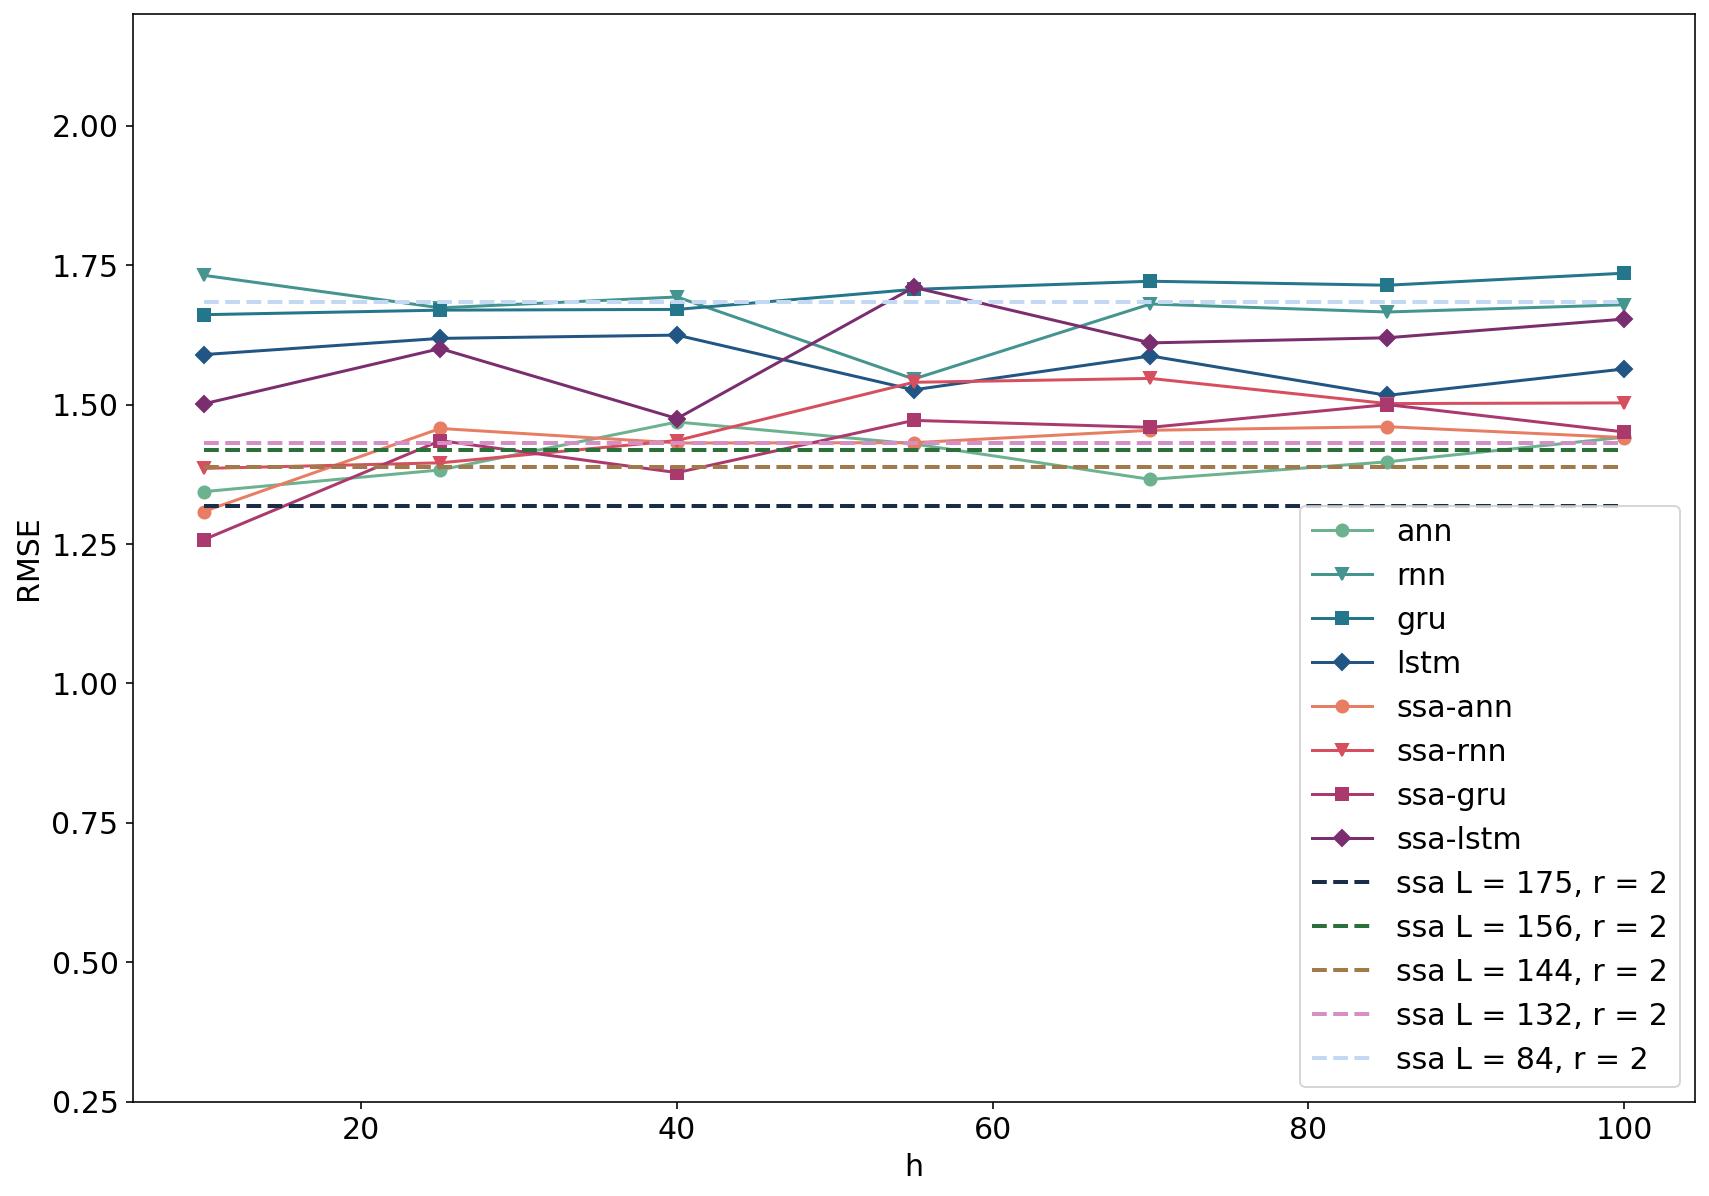 2.00
1.75
1.50
1.25
1.00
0.75
0.50
0.25
RMSE
20
40
60
80
100
h
ann
rnn
gru
lstm
ssa-ann
ssa-rnn
ssa-gru
ssa-lstm
ssa L = 175, r = 2
ssa L = 156, r = 2
ssa L = 144, r = 2
ssa L = 132, r = 2
ssa L = 84, r = 2